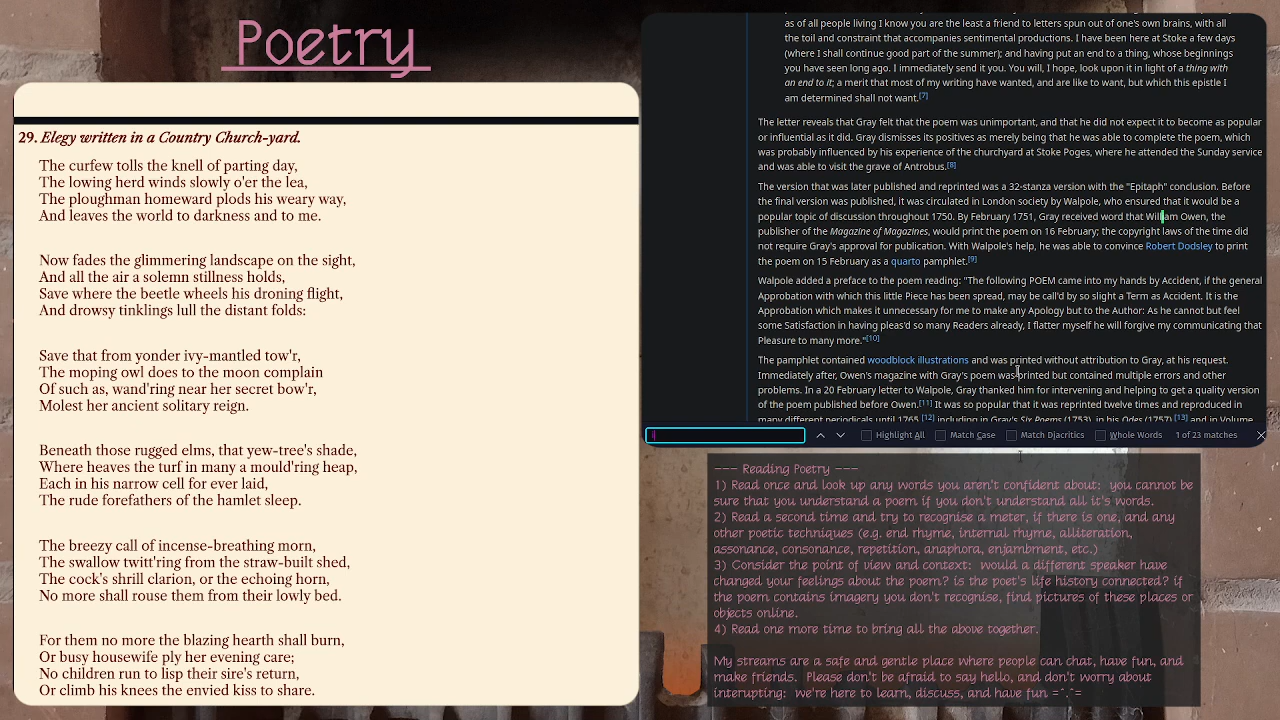 Poetry
29. Elegy written in a Country Church-yard.
The curfew tolls the knell of parting day,
The lowing herd winds slowly o'er the lea,
The ploughman homeward plods his weary way,
And leaves the world to darkness and to me.
Now fades the glimmering landscape on the sight,
And all the air a solemn stillness holds,
Save where the beetle wheels his droning flight,
And drowsy tinklings lull the distant folds:
Save that from yonder ivy-mantled tow'r,
The moping owl does to the moon complain
Of such as, wand'ring near her secret bow'r,
Molest her ancient solitary reign.
Beneath those rugged elms, that yew-tree's shade,
Where heaves the turf in many a mould'ring heap,
Each in his narrow cell for ever laid,
The rude forefathers of the hamlet sleep.
The breezy call of incense-breathing morn,
The swallow twitt'ring from the straw-built shed,
The cock's shrill clarion, or the echoing horn,
No more shall rouse them from their lowly bed.
For them no more the blazing hearth shall burn,
Or busy housewife ply her evening care;
No children run to lisp their sire's return,
Or climb his knees the envied kiss to share.
as of all people living I know you are the least a friend to letters spun out of one's own brains, with all
the toil and constraint that accompanies sentimental productions. I have been here at Stoke a few days
(where I shall continue good part of the summer); and having put an end to a thing, whose beginnings
you have seen long ago. I immediately send it you. You will, I hope, look upon it in light of a thing with
an end to it; a merit that most of my writing have wanted, and are like to want, but which this epistle I
am determined shall not want.[7]
The letter reveals that Gray felt that the poem was unimportant, and that he did not expect it to become as popular
or influential as it did. Gray dismisses its positives as merely being that he was able to complete the poem, which
was probably influenced by his experience of the churchyard at Stoke Poges, where he attended the Sunday service
and was able to visit the grave of Antrobus.[8]
The version that was later published and reprinted was a 32-stanza version with the "Epitaph" conclusion. Before
the final version was published, it was circulated in London society by Walpole, who ensured that it would be a
popular topic of discussion throughout 1750. By February 1751, Gray received word that William Owen, the
publisher of the Magazine of Magazines, would print the poem on 16 February; the copyright laws of the time did
not require Gray's approval for publication. With Walpole's help, he was able to convince Robert Dodsley to print
the poem on 15 February as a quarto pamphlet.[9]
Walpole added a preface to the poem reading: "The following POEM came into my hands by Accident, if the general
Approbation with which this little Piece has been spread, may be call'd by so slight a Term as Accident. It is the
Approbation which makes it unnecessary for me to make any Apology but to the Author: As he cannot but feel
some Satisfaction in having pleas'd so many Readers already, I flatter myself he will forgive my communicating that
Pleasure to many more."[10]
The pamphlet contained woodblock illustrations and was printed without attribution to Gray, at his request.
Immediately after, Owen's magazine with Gray's poem was printed but contained multiple errors and other
problems. In a 20 February letter to Walpole, Gray thanked him for intervening and helping to get a quality version
of the poem published before Owen.[11] It was so popular that it was reprinted twelve times and reproduced in
many different periodicals until 1765,[12] including in Gray's Six Poems (1753), in his Odes (1757),[13] and in Volume
Highlight All Match Case Match Diacritics Whole Words 1 of 23 matches
--- Reading Poetry ---
1) Read once and look up any words you aren't confident about: you cannot be
sure that you understand a poem if you don't understand all it's words.
2) Read a second time and try to recognise a meter, if there is one, and any
other poetic techniques (e.g. end rhyme, internal rhyme, alliteration,
assonance, consonance, repetition, anaphora, enjambment, etc.)
3) Consider the point of view and context: would a different speaker have
changed your feelings about the poem? is the poet's life history connected? if
the poem contains imagery you don't recognise, find pictures of these places or
objects online.
4) Read one more time to bring all the above together.
My streams are a safe and gentle place where people can chat, have fun, and
make friends. Please don't be afraid to say hello, and don't worry about
interupting: we're here to learn, discuss, and have fun =^.^=